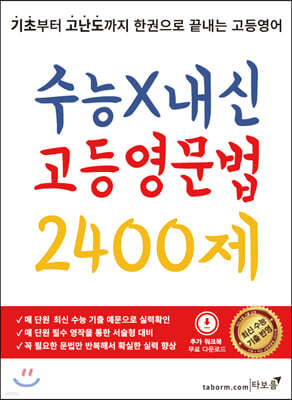 기초부터 고난도까지 한권으로 끝내는 고등영어
수능X내신
고등영문법
2400제
✓ 매 단원 최신 수능 기출 예문으로 실력확인
✓ 매 단원 필수 영작을 통한 서술형 대비
✓ 꼭 필요한 문법만 반복해서 확실한 실력 향상
추가 워크북
무료 다운로드
최신 수능
기출 반영
taborm.com | 타보름
yes24